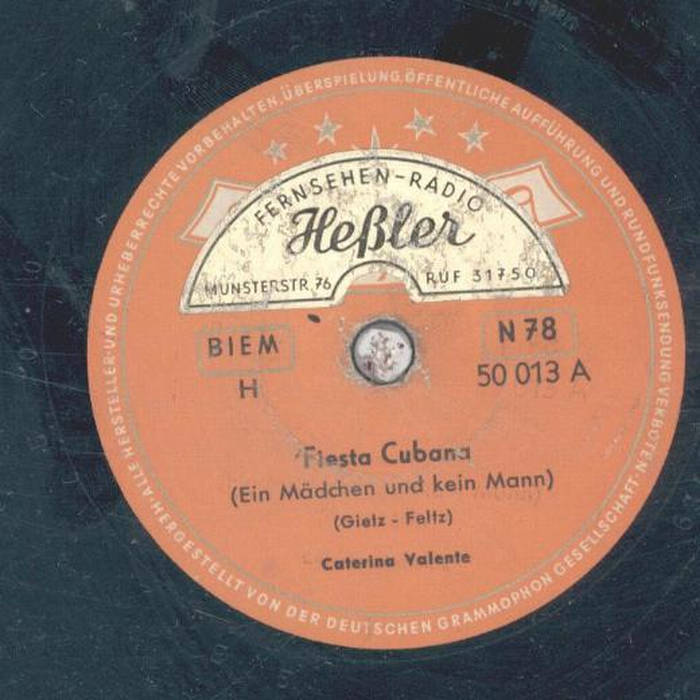 ALLE HERSTELLER- UND URHEBERRECHTE VORBEHALTEN, ÜBERSPIELUNG, ÖFFENTLICHE AUFFÜHRUNG UND RUNDFUNKSENDUNG VERBOTEN
FERNSEHEN-RADIO
Heßler
MÜNSTERSTR. 76 RUF 31750
BIEM
N 78
H
50 013 A
Fiesta Cubana
(Ein Mädchen und kein Mann)
(Gietz - Feltz)
Caterina Valente
HERGESTELLT VON DER DEUTSCHEN GRAMMOPHON GESELLSCHAFT